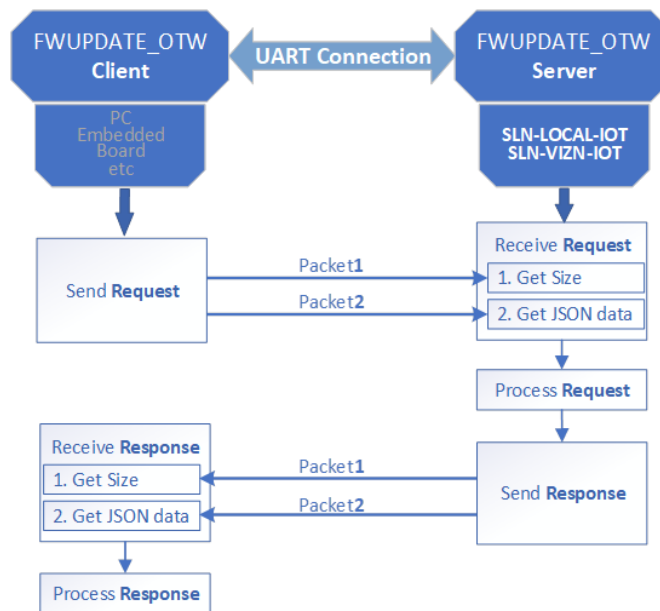 FWUPDATE_OTW
Client
UART Connection
FWUPDATE_OTW
Server
PC
Embedded
Board
etc
SLN-LOCAL-IOT
SLN-VIZN-IOT
Send Request
Packet1
Packet2
Receive Request
1. Get Size
2. Get JSON data
Process Request
Receive Response
1. Get Size
2. Get JSON data
Packet1
Packet2
Send Response
Process Response